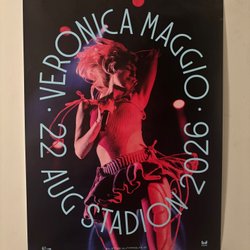 · VERONICA MAGGIO ·
22 AUG STADION 2026